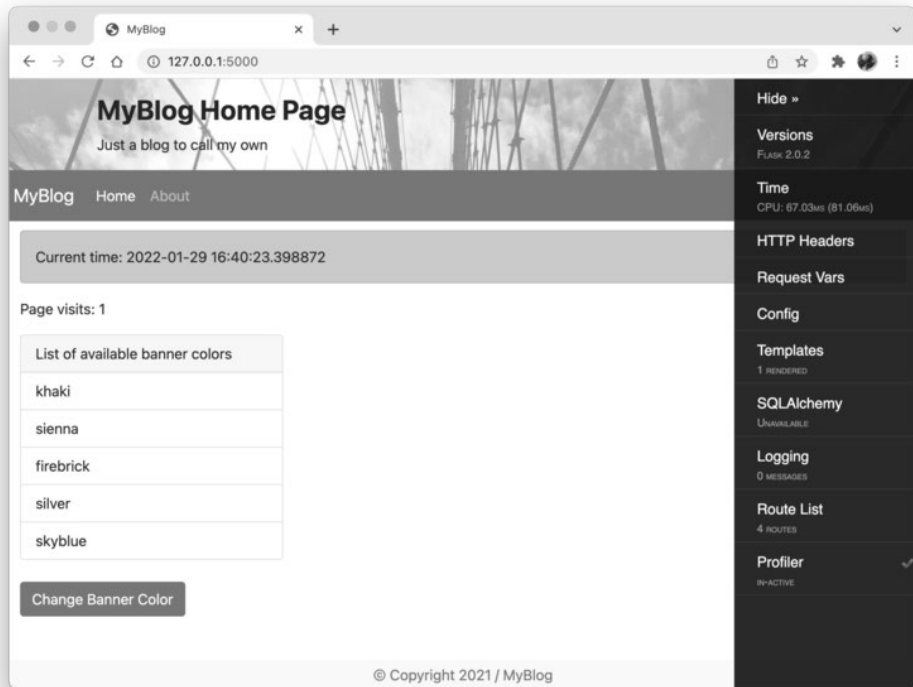 MyBlog
127.0.0.1:5000
MyBlog Home Page
Just a blog to call my own
MyBlog Home About
Current time: 2022-01-29 16:40:23.398872
Page visits: 1
List of available banner colors
khaki
sienna
firebrick
silver
skyblue
Change Banner Color
© Copyright 2021 / MyBlog
Hide »
Versions
FLASK 2.0.2
Time
CPU: 67.03MS (81.06MS)
HTTP Headers
Request Vars
Config
Templates
1 RENDERED
SQLAlchemy
UNAVAILABLE
Logging
0 MESSAGES
Route List
4 ROUTES
Profiler
IN-ACTIVE